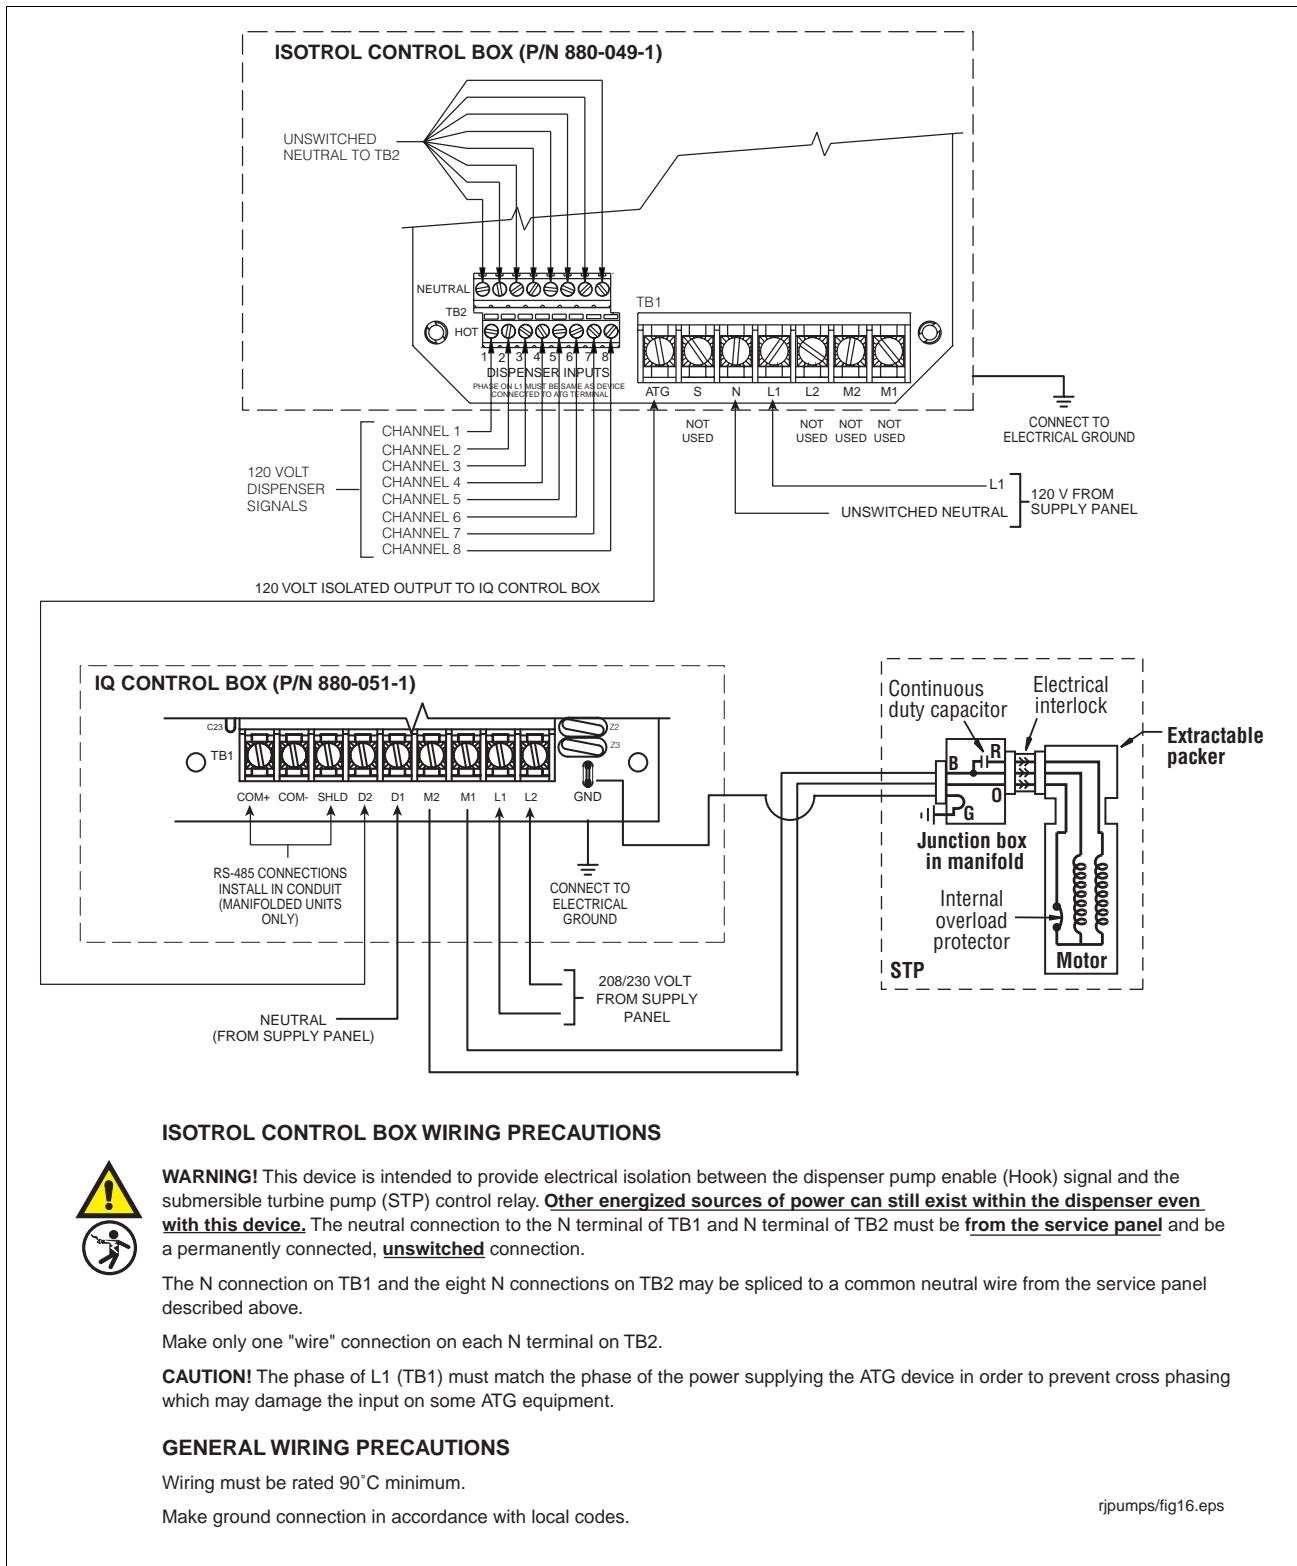 ISOTROL CONTROL BOX (P/N 880-049-1)
UNSWITCHED
NEUTRAL TO TB2
NEUTRAL
TB2
HOT
1 2 3 4 5 6 7 8
DISPENSER INPUTS
PHASE ON L1 MUST BE SAME AS DEVICE
CONNECTED TO ATG TERMINAL
TB1
ATG S N L1 L2 M2 M1
NOT
USED
NOT
USED
NOT
USED
NOT
USED
CONNECT TO
ELECTRICAL GROUND
120 VOLT
DISPENSER
SIGNALS
CHANNEL 1
CHANNEL 2
CHANNEL 3
CHANNEL 4
CHANNEL 5
CHANNEL 6
CHANNEL 7
CHANNEL 8
L1
UNSWITCHED NEUTRAL
120 V FROM
SUPPLY PANEL
120 VOLT ISOLATED OUTPUT TO IQ CONTROL BOX
IQ CONTROL BOX (P/N 880-051-1)
C23
TB1
Z2
Z3
COM+ COM- SHLD D2 D1 M2 M1 L1 L2 GND
RS-485 CONNECTIONS
INSTALL IN CONDUIT
(MANIFOLDED UNITS
ONLY)
CONNECT TO
ELECTRICAL
GROUND
NEUTRAL
(FROM SUPPLY PANEL)
208/230 VOLT
FROM SUPPLY
PANEL
Continuous
duty capacitor
Electrical
interlock
Extractable
packer
B
R
O
G
Junction box
in manifold
Internal
overload
protector
Motor
STP
ISOTROL CONTROL BOX WIRING PRECAUTIONS
WARNING! This device is intended to provide electrical isolation between the dispenser pump enable (Hook) signal and the
submersible turbine pump (STP) control relay. Other energized sources of power can still exist within the dispenser even
with this device. The neutral connection to the N terminal of TB1 and N terminal of TB2 must be from the service panel and be
a permanently connected, unswitched connection.
The N connection on TB1 and the eight N connections on TB2 may be spliced to a common neutral wire from the service panel
described above.
Make only one "wire" connection on each N terminal on TB2.
CAUTION! The phase of L1 (TB1) must match the phase of the power supplying the ATG device in order to prevent cross phasing
which may damage the input on some ATG equipment.
GENERAL WIRING PRECAUTIONS
Wiring must be rated 90˚C minimum.
Make ground connection in accordance with local codes.
rjpumps/fig16.eps